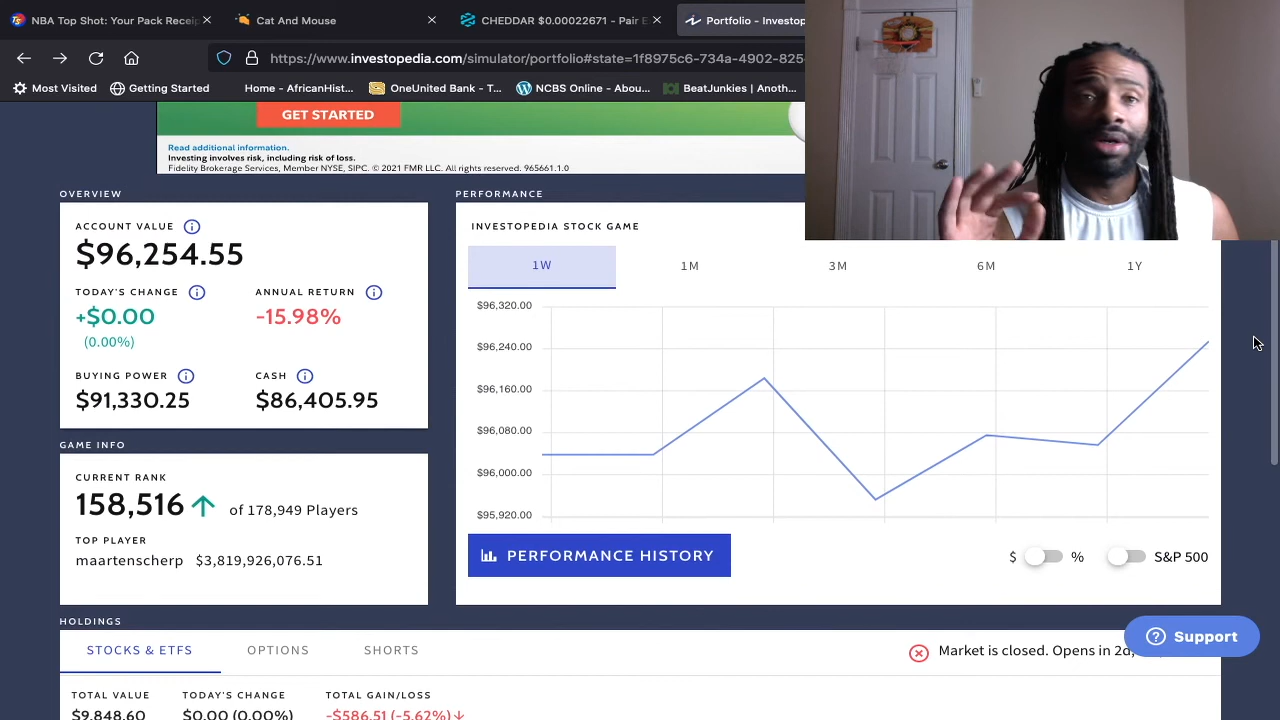 NBA Top Shot: Your Pack Receip
Cat And Mouse
CHEDDAR $0.00022671 - Pair E
Portfolio - Investop
https://www.investopedia.com/simulator/portfolio#state=1f8975c6-734a-4902-825
Most Visited
Getting Started
Home - AfricanHist...
OneUnited Bank - T...
NCBS Online - Abou...
BeatJunkies | Anoth...
GET STARTED
Read additional information.
Investing involves risk, including risk of loss.
Fidelity Brokerage Services, Member NYSE, SIPC. © 2021 FMR LLC. All rights reserved. 965661.1.0
OVERVIEW
ACCOUNT VALUE
$96,254.55
TODAY'S CHANGE
ANNUAL RETURN
+$0.00
-15.98%
(0.00%)
BUYING POWER
CASH
$91,330.25
$86,405.95
GAME INFO
CURRENT RANK
158,516
of 178,949 Players
TOP PLAYER
maartenscherp $3,819,926,076.51
PERFORMANCE
INVESTOPEDIA STOCK GAME
1W
1M
3M
6M
1Y
$96,320.00
$96,240.00
$96,160.00
$96,080.00
$96,000.00
$95,920.00
PERFORMANCE HISTORY
$
%
S&P 500
Support
HOLDINGS
STOCKS & ETFS
OPTIONS
SHORTS
Market is closed. Opens in 2d,
TOTAL VALUE
TODAY'S CHANGE
TOTAL GAIN/LOSS
$9,848.60
$0.00 (0.00%)
-$586.51 (-5.62%)